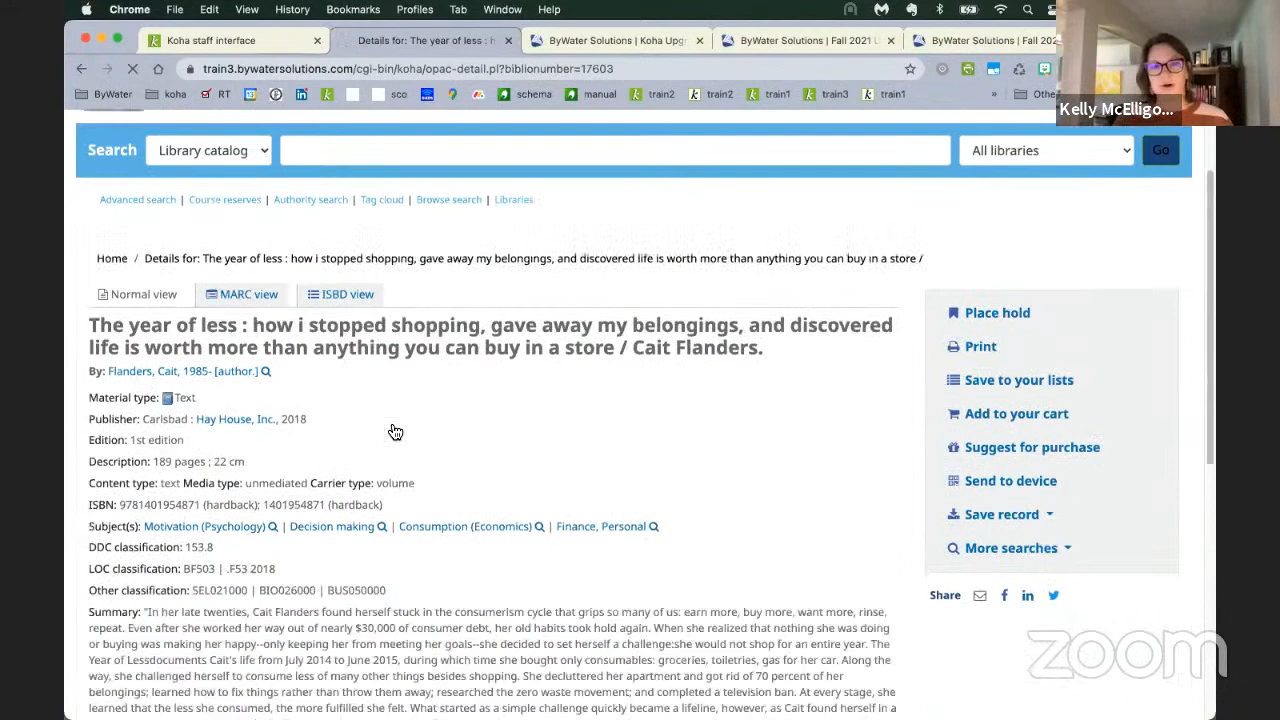 Chrome File Edit View History Bookmarks Profiles Tab Window Help
Koha staff interface
Details for: The year of less : h
ByWater Solutions | Koha Upg
ByWater Solutions | Fall 2021 U
ByWater Solutions | Fall 202
train3.bywatersolutions.com/cgi-bin/koha/opac-detail.pl?biblionumber=17603
ByWater koha RT sco schema manual train2 train2 train1 train3 train1 » Othe
Kelly McElligo...
Search Library catalog All libraries Go
Advanced search | Course reserves | Authority search | Tag cloud | Browse search | Libraries
Home / Details for: The year of less : how i stopped shopping, gave away my belongings, and discovered life is worth more than anything you can buy in a store /
Normal view MARC view ISBD view
The year of less : how i stopped shopping, gave away my belongings, and discovered
life is worth more than anything you can buy in a store / Cait Flanders.
By: Flanders, Cait, 1985- [author.]
Material type: Text
Publisher: Carlsbad : Hay House, Inc., 2018
Edition: 1st edition
Description: 189 pages ; 22 cm
Content type: text Media type: unmediated Carrier type: volume
ISBN: 9781401954871 (hardback); 1401954871 (hardback)
Subject(s): Motivation (Psychology) | Decision making | Consumption (Economics) | Finance, Personal
DDC classification: 153.8
LOC classification: BF503 | .F53 2018
Other classification: SEL021000 | BIO026000 | BUS050000
Summary: "In her late twenties, Cait Flanders found herself stuck in the consumerism cycle that grips so many of us: earn more, buy more, want more, rinse,
repeat. Even after she worked her way out of nearly $30,000 of consumer debt, her old habits took hold again. When she realized that nothing she was doing
or buying was making her happy--only keeping her from meeting her goals--she decided to set herself a challenge:she would not shop for an entire year. The
Year of Lessdocuments Cait's life from July 2014 to June 2015, during which time she bought only consumables: groceries, toiletries, gas for her car. Along the
way, she challenged herself to consume less of many other things besides shopping. She decluttered her apartment and got rid of 70 percent of her
belongings; learned how to fix things rather than throw them away; researched the zero waste movement; and completed a television ban. At every stage, she
learned that the less she consumed, the more fulfilled she felt. What started as a simple challenge quickly became a lifeline, however, as Cait found herself in a
Place hold
Print
Save to your lists
Add to your cart
Suggest for purchase
Send to device
Save record
More searches
Share
zoom